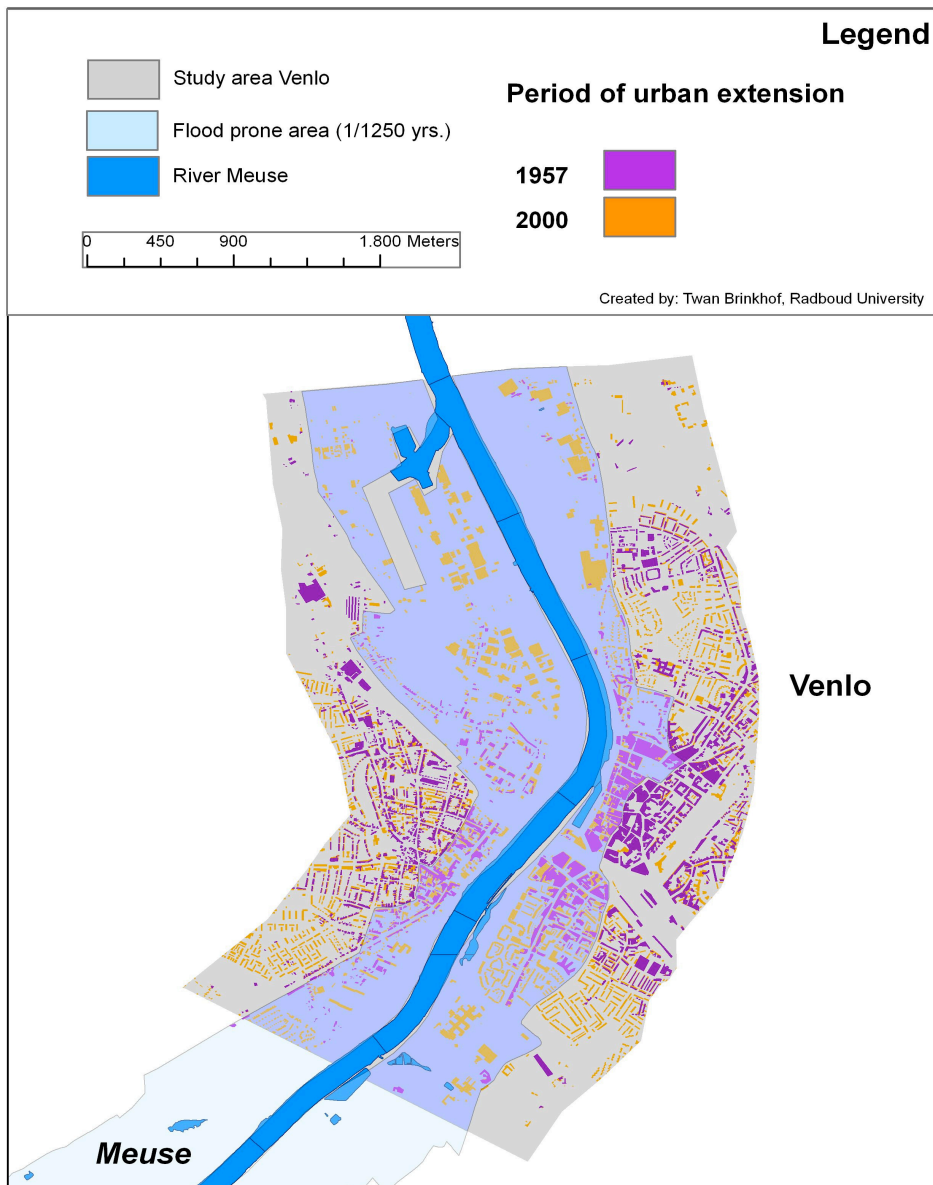 Legend
Study area Venlo
Flood prone area (1/1250 yrs.)
River Meuse
Period of urban extension
1957
2000
0 450 900 1.800 Meters
Created by: Twan Brinkhof, Radboud University
Venlo
Meuse